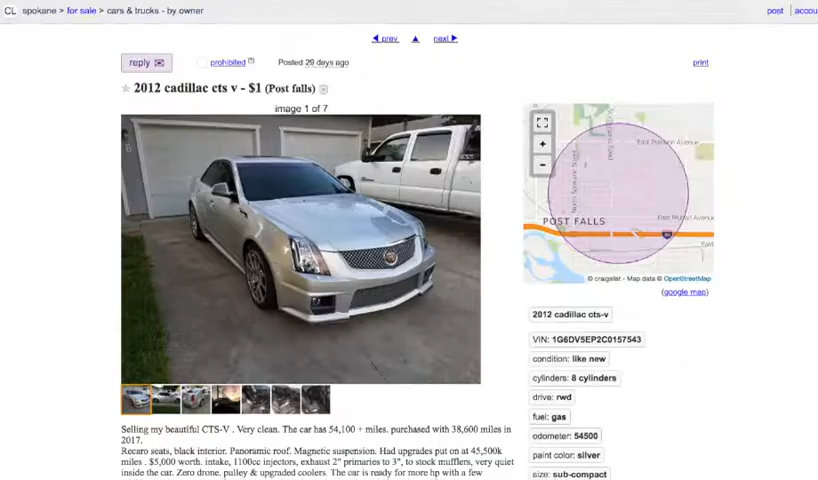 CL spokane > for sale > cars & trucks - by owner
post accou
◀ prev ▲ next ▶
reply prohibited [?] Posted 29 days ago print
2012 cadillac cts v - $1 (Post falls)
image 1 of 7
+
-
POST FALLS
© craigslist - Map data © OpenStreetMap
(google map)
2012 cadillac cts-v
VIN: 1G6DV5EP2C0157543
condition: like new
cylinders: 8 cylinders
drive: rwd
fuel: gas
odometer: 54500
paint color: silver
size: sub-compact
Selling my beautiful CTS-V . Very clean. The car has 54,100 + miles. purchased with 38,600 miles in
2017.
Recaro seats, black interior. Panoramic roof. Magnetic suspension. Had upgrades put on at 45,500k
miles . $5,000 worth. intake, 1100cc injectors, exhaust 2" primaries to 3", to stock mufflers, very quiet
inside the car. Zero drone. pulley & upgraded coolers. The car is ready for more hp with a few